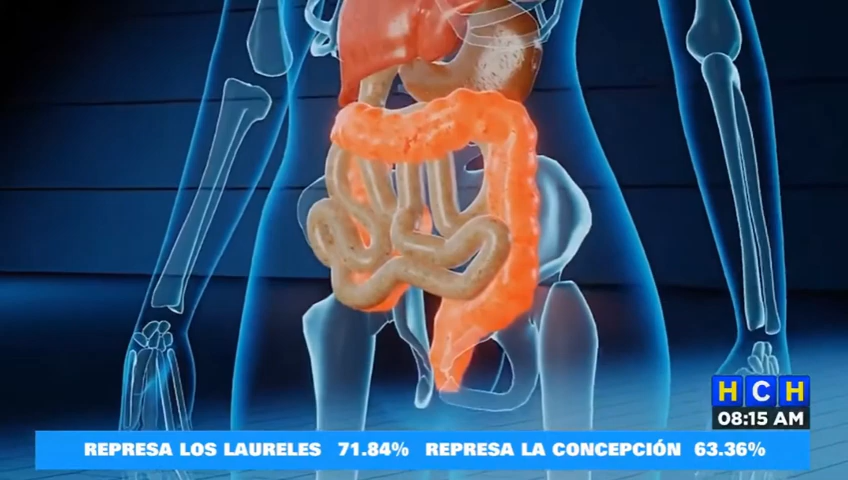 HCH
08:15 AM
REPRESA LOS LAURELES 71.84% REPRESA LA CONCEPCIÓN 63.36%